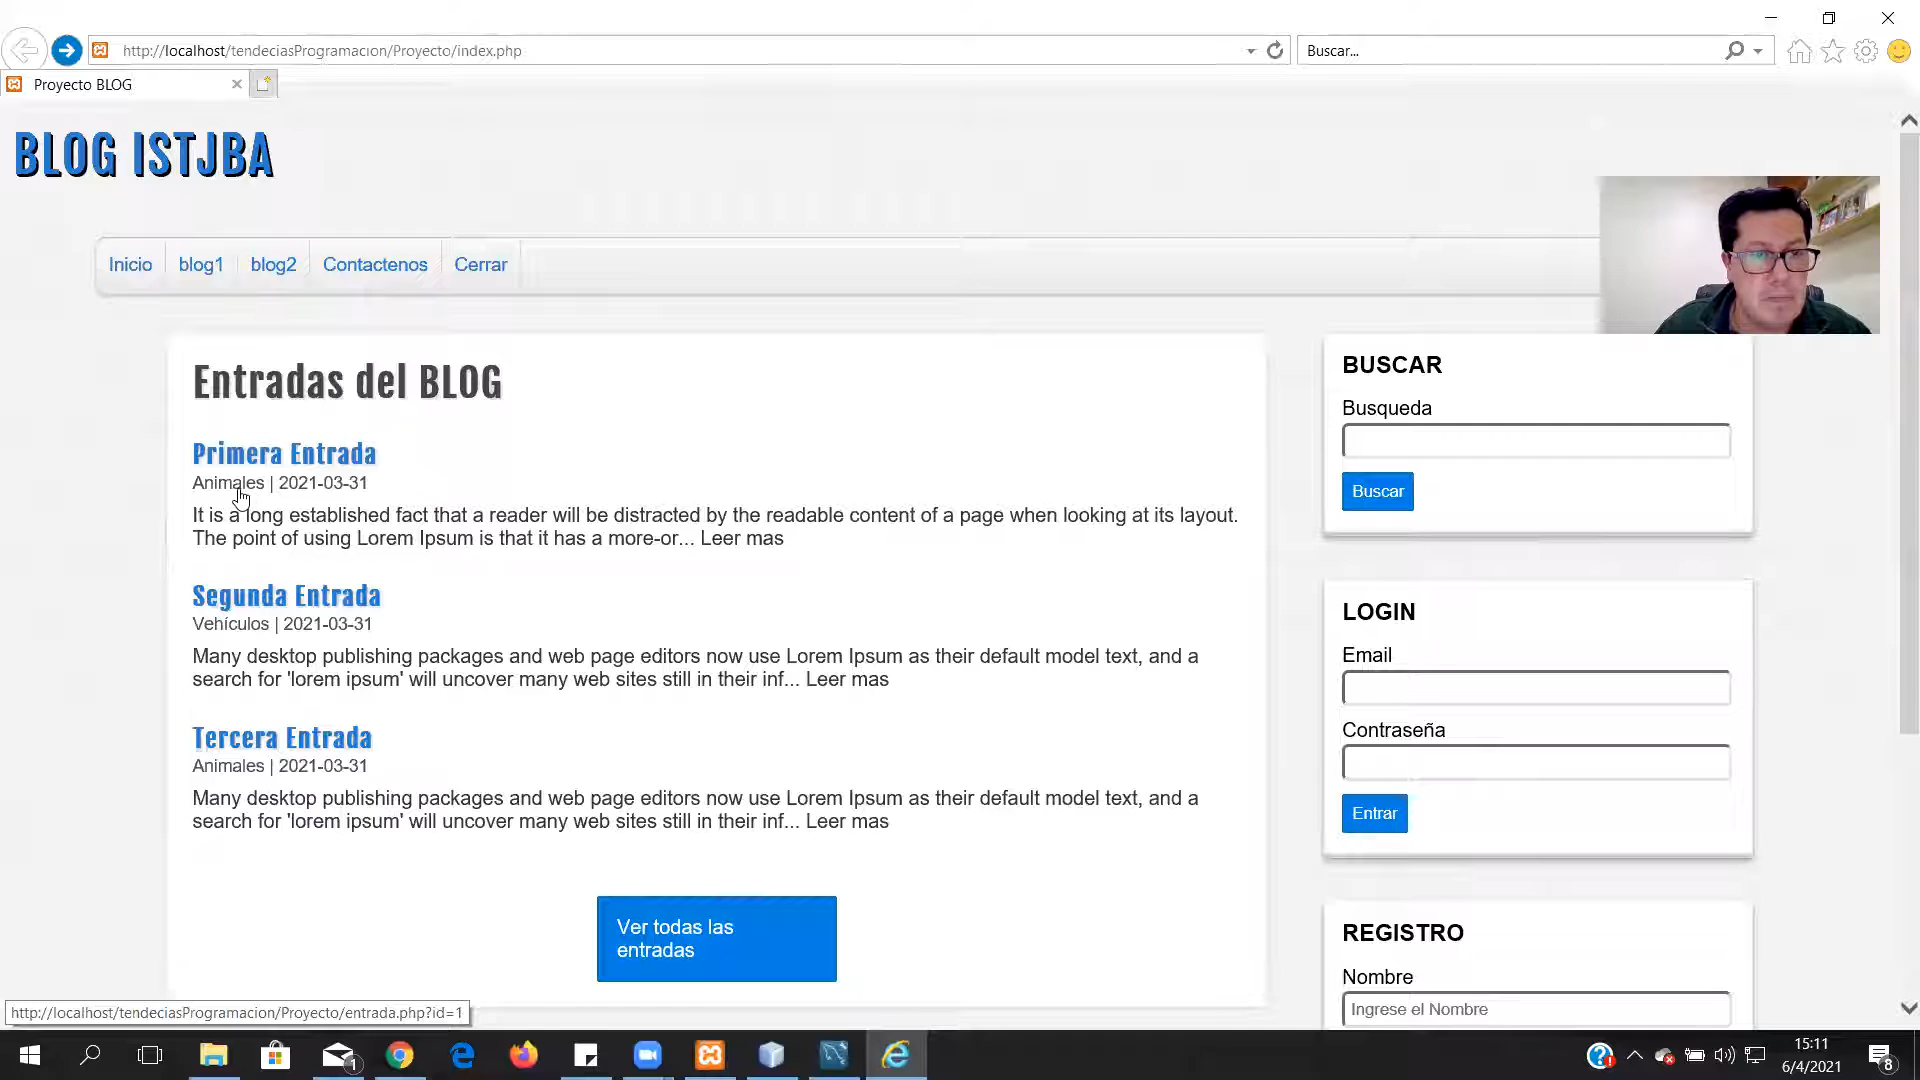 http://localhost/tendeciasProgramacion/Proyecto/index.php
Buscar...
Proyecto BLOG
BLOG ISTJBA
Inicio
blog1
blog2
Contactenos
Cerrar
Entradas del BLOG
Primera Entrada
Animales | 2021-03-31
It is a long established fact that a reader will be distracted by the readable content of a page when looking at its layout.
The point of using Lorem Ipsum is that it has a more-or... Leer mas
Segunda Entrada
Vehículos | 2021-03-31
Many desktop publishing packages and web page editors now use Lorem Ipsum as their default model text, and a
search for 'lorem ipsum' will uncover many web sites still in their inf... Leer mas
Tercera Entrada
Animales | 2021-03-31
Many desktop publishing packages and web page editors now use Lorem Ipsum as their default model text, and a
search for 'lorem ipsum' will uncover many web sites still in their inf... Leer mas
Ver todas las
entradas
BUSCAR
Busqueda
Buscar
LOGIN
Email
Contraseña
Entrar
REGISTRO
Nombre
Ingrese el Nombre
http://localhost/tendeciasProgramacion/Proyecto/entrada.php?id=1
1
15:11
6/4/2021
8